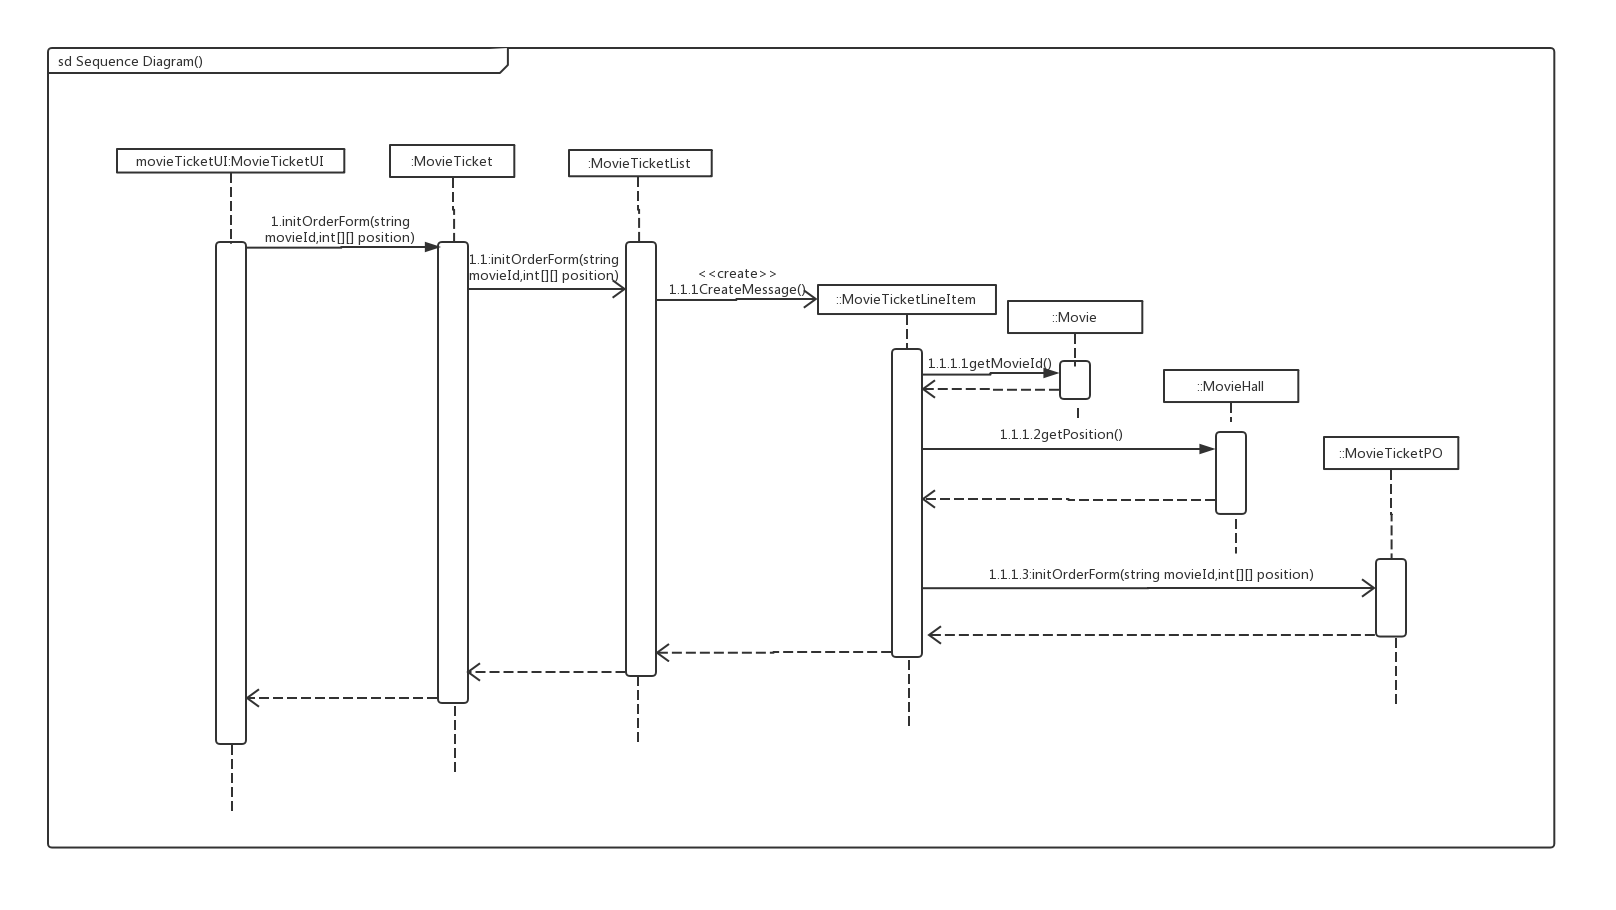 sd Sequence Diagram()
movieTicketUI:MovieTicketUI
:MovieTicket
:MovieTicketList
1.initOrderForm(string
movieId,int[][] position)
1.1:initOrderForm(string
movieId,int[][] position)
<<create>>
1.1.1CreateMessage()
::MovieTicketLineItem
::Movie
1.1.1.1getMovieId()
::MovieHall
1.1.1.2getPosition()
::MovieTicketPO
1.1.1.3:initOrderForm(string movieId,int[][] position)